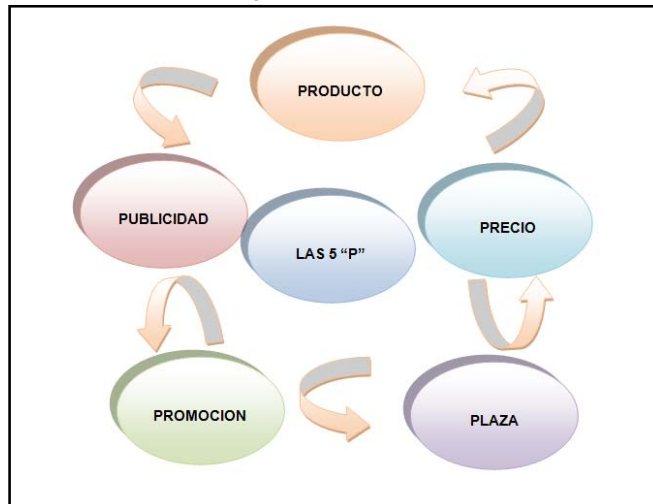 PRODUCTO
PUBLICIDAD
PRECIO
LAS 5 “P”
PROMOCION
PLAZA